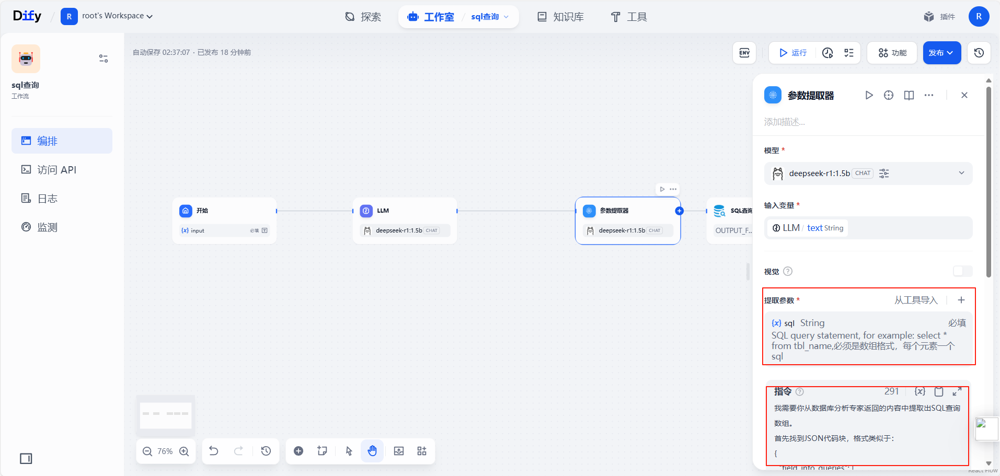 Dify / R root's Workspace
探索
工作室 / sql查询
知识库
工具
插件
R
sql查询
工作流
编排
访问 API
日志
监测
自动保存 02:37:07 · 已发布 18 分钟前
ENV
运行
功能
发布
开始
{x} input 必填
LLM
deepseek-r1:1.5b CHAT
参数提取器
deepseek-r1:1.5b CHAT
SQL查询
OUTPUT_F...
76%
参数提取器
添加描述...
模型 *
deepseek-r1:1.5b CHAT
输入变量 *
LLM / text String
视觉
提取参数 *
从工具导入
{x} sql String 必填
SQL query statement, for example: select *
from tbl_name,必须是数组格式，每个元素一个
sql
指令 291 {x}
我需要你从数据库分析专家返回的内容中提取出SQL查询
数组。
首先找到JSON代码块，格式类似于：
{
"field_info_queries": [
React Flow